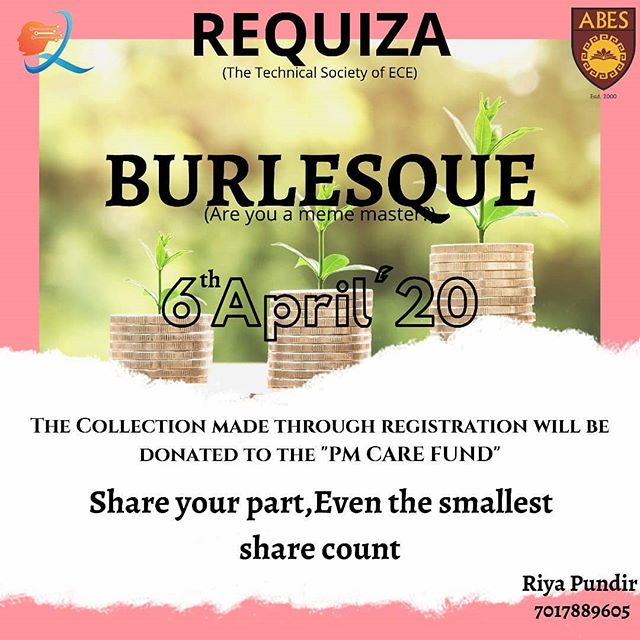 REQUIZA
(The Technical Society of ECE)
ABES
Estd. 2000
BURLESQUE
(Are you a meme master?)
6th April '20
THE COLLECTION MADE THROUGH REGISTRATION WILL BE
DONATED TO THE "PM CARE FUND"
Share your part,Even the smallest
share count
Riya Pundir
7017889605